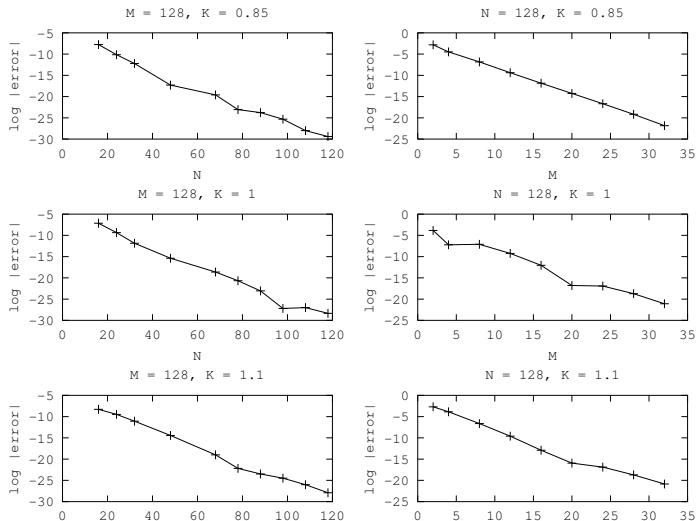 M = 128, K = 0.85
−5
−10
−15
−20
−25
−30
log |error|
0 20 40 60 80 100 120
N
N = 128, K = 0.85
0
−5
−10
−15
−20
−25
log |error|
0 5 10 15 20 25 30 35
M
M = 128, K = 1
−5
−10
−15
−20
−25
−30
log |error|
0 20 40 60 80 100 120
N
N = 128, K = 1
0
−5
−10
−15
−20
−25
log |error|
0 5 10 15 20 25 30 35
M
M = 128, K = 1.1
−5
−10
−15
−20
−25
−30
log |error|
0 20 40 60 80 100 120
N = 128, K = 1.1
0
−5
−10
−15
−20
−25
log |error|
0 5 10 15 20 25 30 35